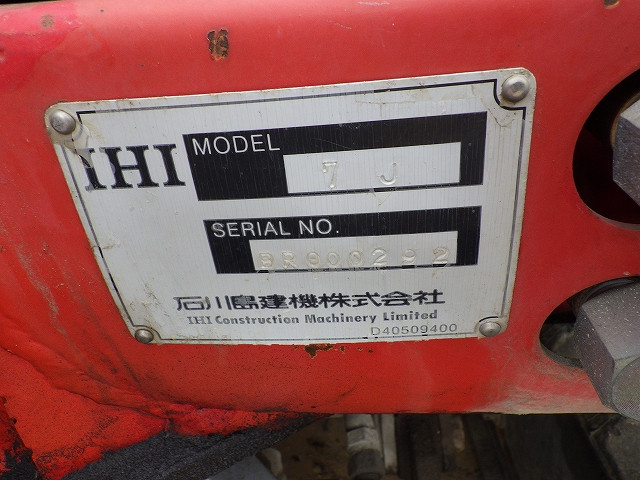 IHI
MODEL
7 J
SERIAL NO.
BR000292
石川島建機株式会社
IHI Construction Machinery Limited
D40509400